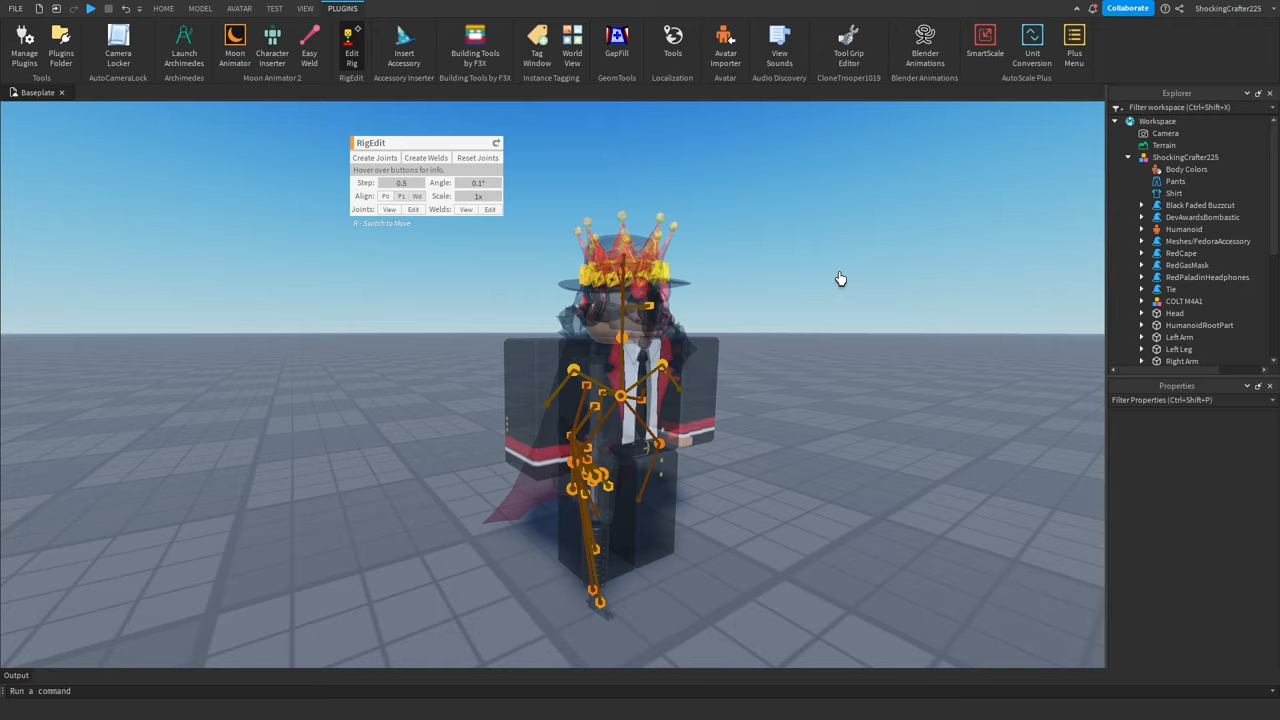 FILE
HOME
MODEL
AVATAR
TEST
VIEW
PLUGINS
Collaborate
ShockingCrafter225
Manage Plugins
Plugins Folder
Camera Locker
Launch Archimedes
Moon Animator
Character Inserter
Easy Weld
Edit Rig
Insert Accessory
Building Tools by F3X
Tag Window
World View
GapFill
Tools
Avatar Importer
View Sounds
Tool Grip Editor
Blender Animations
SmartScale
Unit Conversion
Plus Menu
Tools
AutoCameraLock
Archimedes
Moon Animator 2
RigEdit
Accessory Inserter
Building Tools by F3X
Instance Tagging
GeomTools
Localization
Avatar
Audio Discovery
CloneTrooper1019
Blender Animations
AutoScale Plus
Baseplate
RigEdit
Create Joints Create Welds Reset Joints
Hover over buttons for info.
Step: 0.5 Angle: 0.1°
Align: P0 P1 Wd Scale: 1x
Joints: View Edit Welds: View Edit
R - Switch to Move
Explorer
Filter workspace (Ctrl+Shift+X)
Workspace
Camera
Terrain
ShockingCrafter225
Body Colors
Pants
Shirt
Black Faded Buzzcut
DevAwardsBombastic
Humanoid
Meshes/FedoraAccessory
RedCape
RedGasMask
RedPaladinHeadphones
Tie
COLT M4A1
Head
HumanoidRootPart
Left Arm
Left Leg
Right Arm
Properties
Filter Properties (Ctrl+Shift+P)
Output
Run a command